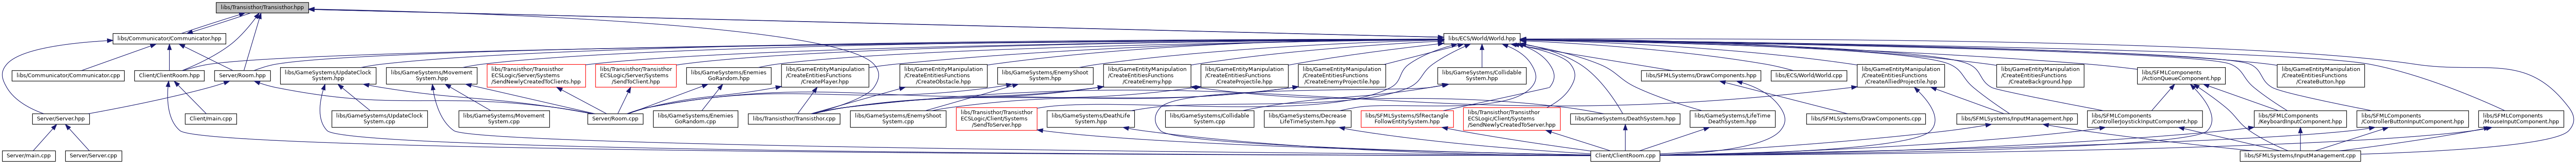 libs/Transisthor/Transisthor.hpp
libs/Communicator/Communicator.hpp
libs/ECS/World/World.hpp
libs/Communicator/Communicator.cpp
Client/ClientRoom.hpp
Server/Room.hpp
libs/GameSystems/UpdateClock
System.hpp
libs/GameSystems/Movement
System.hpp
libs/Transisthor/Transisthor
ECSLogic/Server/Systems
/SendNewlyCreatedToClients.hpp
libs/Transisthor/Transisthor
ECSLogic/Server/Systems
/SendToClient.hpp
libs/GameSystems/Enemies
GoRandom.hpp
libs/GameEntityManipulation
/CreateEntitiesFunctions
/CreatePlayer.hpp
libs/GameEntityManipulation
/CreateEntitiesFunctions
/CreateObstacle.hpp
libs/GameSystems/EnemyShoot
System.hpp
libs/GameEntityManipulation
/CreateEntitiesFunctions
/CreateEnemy.hpp
libs/GameEntityManipulation
/CreateEntitiesFunctions
/CreateProjectile.hpp
libs/GameEntityManipulation
/CreateEntitiesFunctions
/CreateEnemyProjectile.hpp
libs/GameSystems/Collidable
System.hpp
libs/SFMLSystems/DrawComponents.hpp
libs/ECS/World/World.cpp
libs/GameEntityManipulation
/CreateEntitiesFunctions
/CreateAlliedProjectile.hpp
libs/GameEntityManipulation
/CreateEntitiesFunctions
/CreateBackground.hpp
libs/SFMLComponents
/ActionQueueComponent.hpp
libs/GameEntityManipulation
/CreateEntitiesFunctions
/CreateButton.hpp
Server/Server.hpp
Client/main.cpp
libs/GameSystems/UpdateClock
System.cpp
libs/GameSystems/Movement
System.cpp
Server/Room.cpp
libs/GameSystems/Enemies
GoRandom.cpp
libs/Transisthor/Transisthor.cpp
libs/GameSystems/EnemyShoot
System.cpp
libs/Transisthor/Transisthor
ECSLogic/Client/Systems
/SendToServer.hpp
libs/GameSystems/DeathLife
System.hpp
libs/GameSystems/Collidable
System.cpp
libs/GameSystems/Decrease
LifeTimeSystem.hpp
libs/SFMLSystems/SfRectangle
FollowEntitySystem.hpp
libs/Transisthor/Transisthor
ECSLogic/Client/Systems
/SendNewlyCreatedToServer.hpp
libs/GameSystems/DeathSystem.hpp
libs/GameSystems/LifeTime
DeathSystem.hpp
libs/SFMLSystems/DrawComponents.cpp
libs/SFMLSystems/InputManagement.hpp
libs/SFMLComponents
/ControllerJoystickInputComponent.hpp
libs/SFMLComponents
/KeyboardInputComponent.hpp
libs/SFMLComponents
/ControllerButtonInputComponent.hpp
libs/SFMLComponents
/MouseInputComponent.hpp
Server/main.cpp
Server/Server.cpp
Client/ClientRoom.cpp
libs/SFMLSystems/InputManagement.cpp